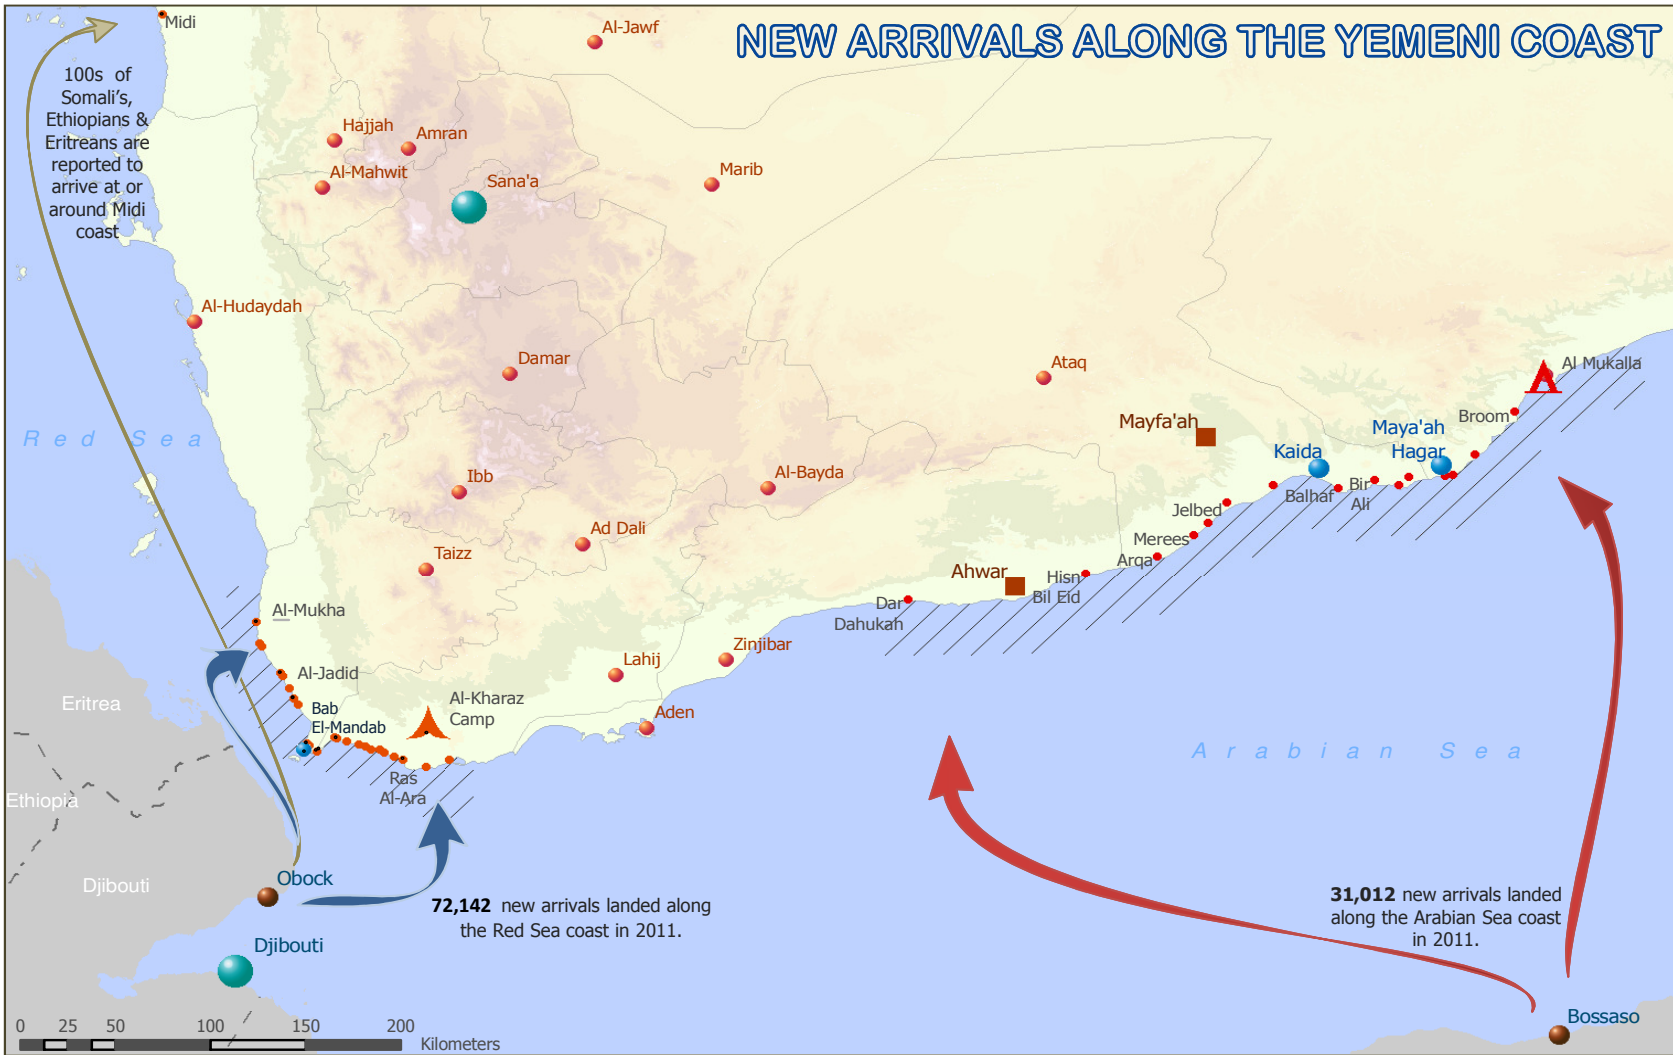 NEW ARRIVALS ALONG THE YEMENI COAST
Midi
100s of
Somali's,
Ethiopians &
Eritreans are
reported to
arrive at or
around Midi
coast
Al-Jawf
Hajjah
Amran
Al-Mahwit
Sana'a
Marib
Al-Hudaydah
Damar
Ataq
Al Mukalla
Broom
Mayfa'ah
Maya'ah
Hagar
Kaida
Red Sea
Ibb
Al-Bayda
Balhaf
Bir
Ali
Jelbed
Ad Dali
Merees
Taizz
Arqa
Ahwar
Hisn
Bil Eid
Dar
Dahukah
Al-Mukha
Zinjibar
Lahij
Al-Jadid
Al-Kharaz
Camp
Eritrea
Bab
El-Mandab
Aden
Arabian Sea
Ras
Al-Ara
Ethiopia
Djibouti
Obock
72,142 new arrivals landed along
the Red Sea coast in 2011.
31,012 new arrivals landed
along the Arabian Sea coast
in 2011.
Djibouti
Bossaso
0 25 50 100 150 200
Kilometers